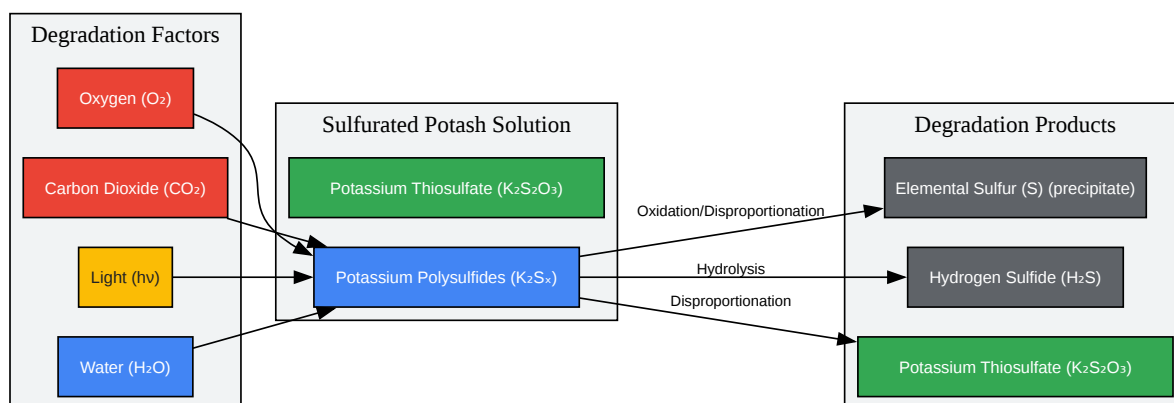 Degradation Factors
Oxygen (O₂)
Carbon Dioxide (CO₂)
Light (hν)
Water (H₂O)
Sulfurated Potash Solution
Potassium Thiosulfate (K₂S₂O₃)
Potassium Polysulfides (K₂Sₓ)
Oxidation/Disproportionation
Hydrolysis
Disproportionation
Degradation Products
Elemental Sulfur (S) (precipitate)
Hydrogen Sulfide (H₂S)
Potassium Thiosulfate (K₂S₂O₃)